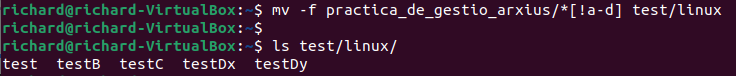 richard@richard-VirtualBox:~$ mv -f practica_de_gestio_arxius/*[!a-d] test/linux
richard@richard-VirtualBox:~$
richard@richard-VirtualBox:~$ ls test/linux/
test  testB  testC  testDx  testDy